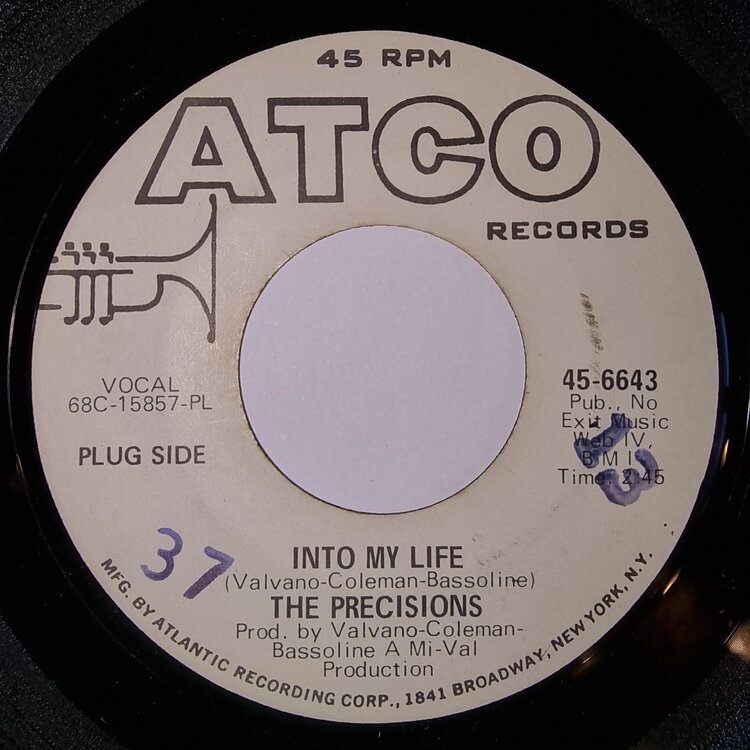 45 RPM
ATCO
RECORDS
VOCAL
68C-15857-PL
PLUG SIDE
45-6643
Pub., No
Exit Music
Web IV,
BMI
Time: 2:45
37
INTO MY LIFE
(Valvano-Coleman-Bassoline)
THE PRECISIONS
Prod. by Valvano-Coleman-
Bassoline A Mi-Val
Production
MFG. BY ATLANTIC RECORDING CORP., 1841 BROADWAY, NEW YORK, N.Y.